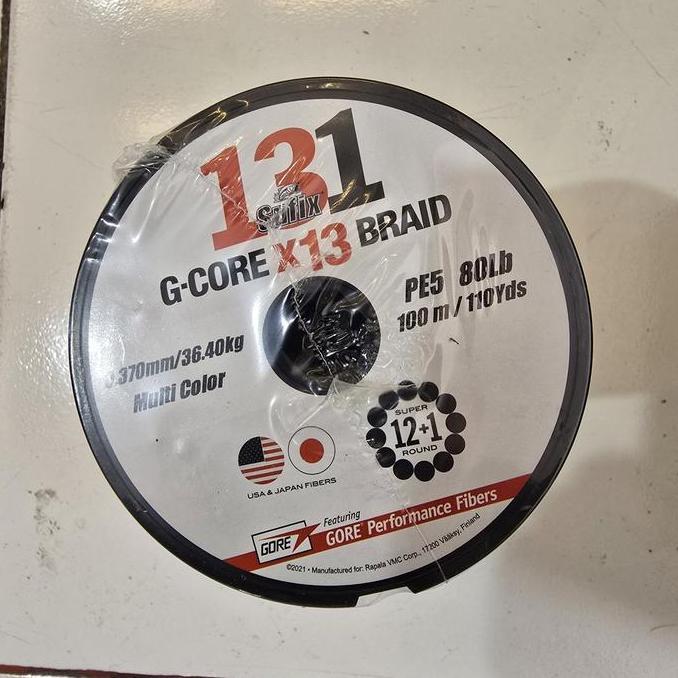 131
Sufix
G-CORE X13 BRAID
PE5 80Lb
100 m / 110Yds
.370mm/36.40kg
Multi Color
SUPER
12+1
ROUND
USA & JAPAN FIBERS
GORE
Featuring
GORE Performance Fibers
©2021 • Manufactured for: Rapala VMC Corp., 17200 Vääksy, Finland